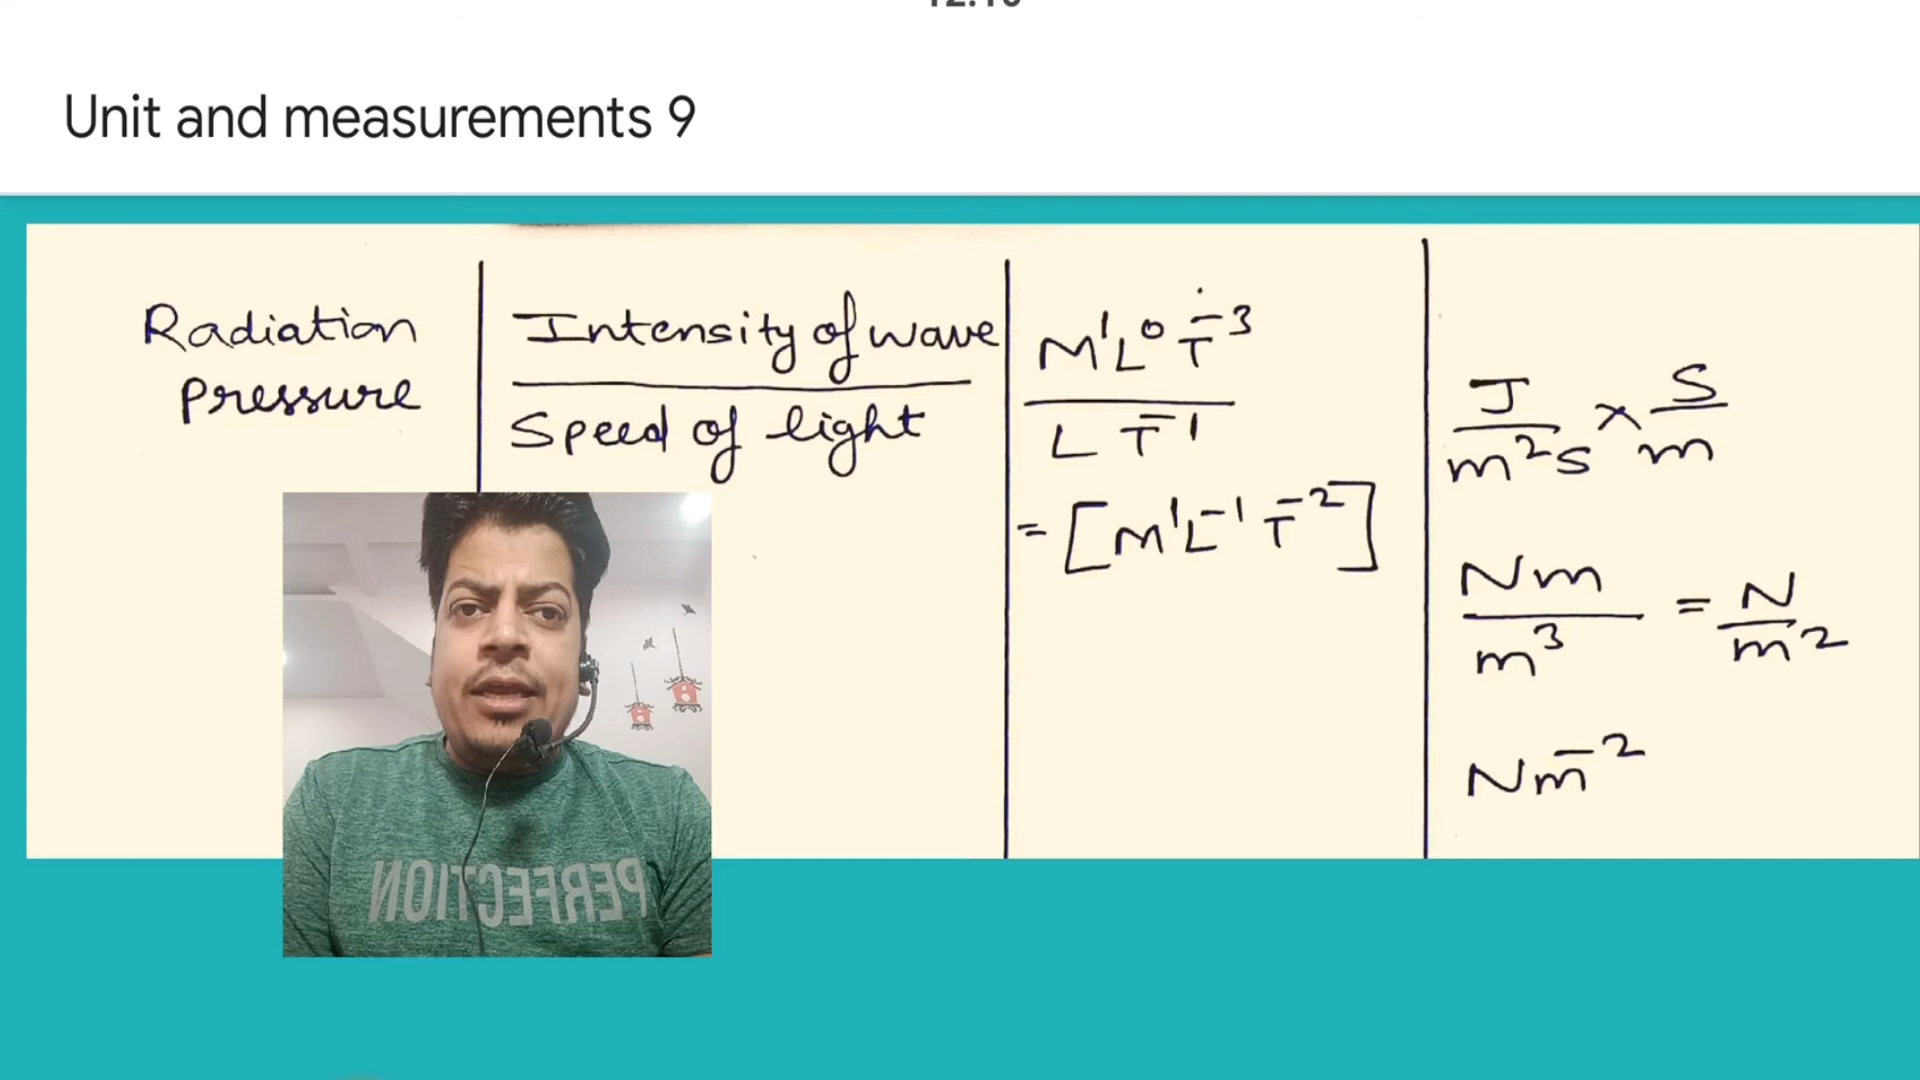 Unit and measurements 9
Radiation
Pressure
Intensity of wave
Speed of light
M¹L⁰T⁻³
LT⁻¹
= [M¹L⁻¹T⁻²]
J/m²s × S/m
Nm/m³ = N/m²
Nm⁻²
PERFECTION